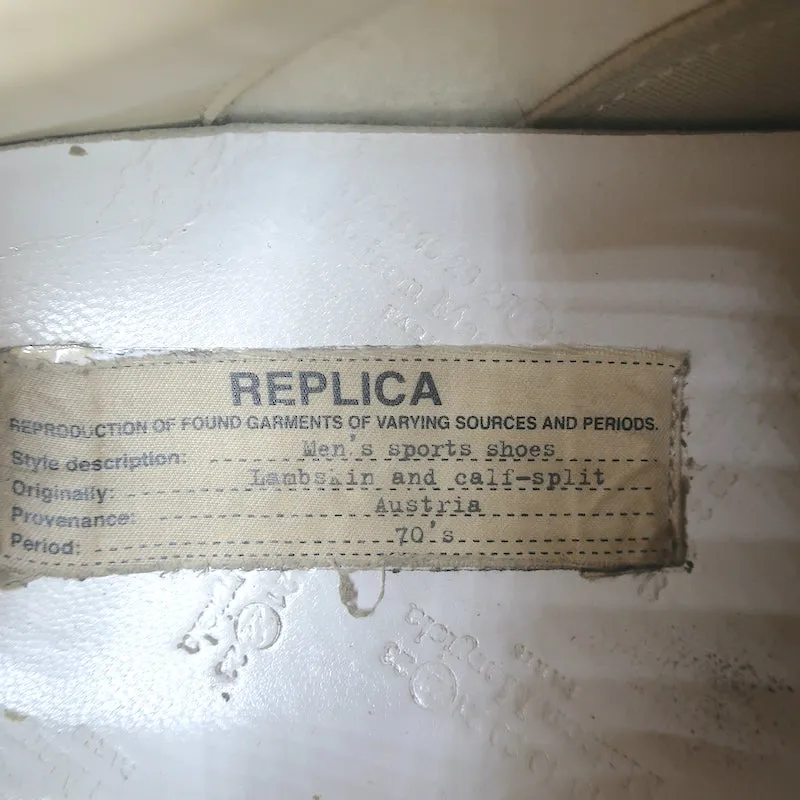 REPLICA
REPRODUCTION OF FOUND GARMENTS OF VARYING SOURCES AND PERIODS.
Style description: Men's sports shoes
Originally: Lambskin and calf-split
Provenance: Austria
Period: 70's